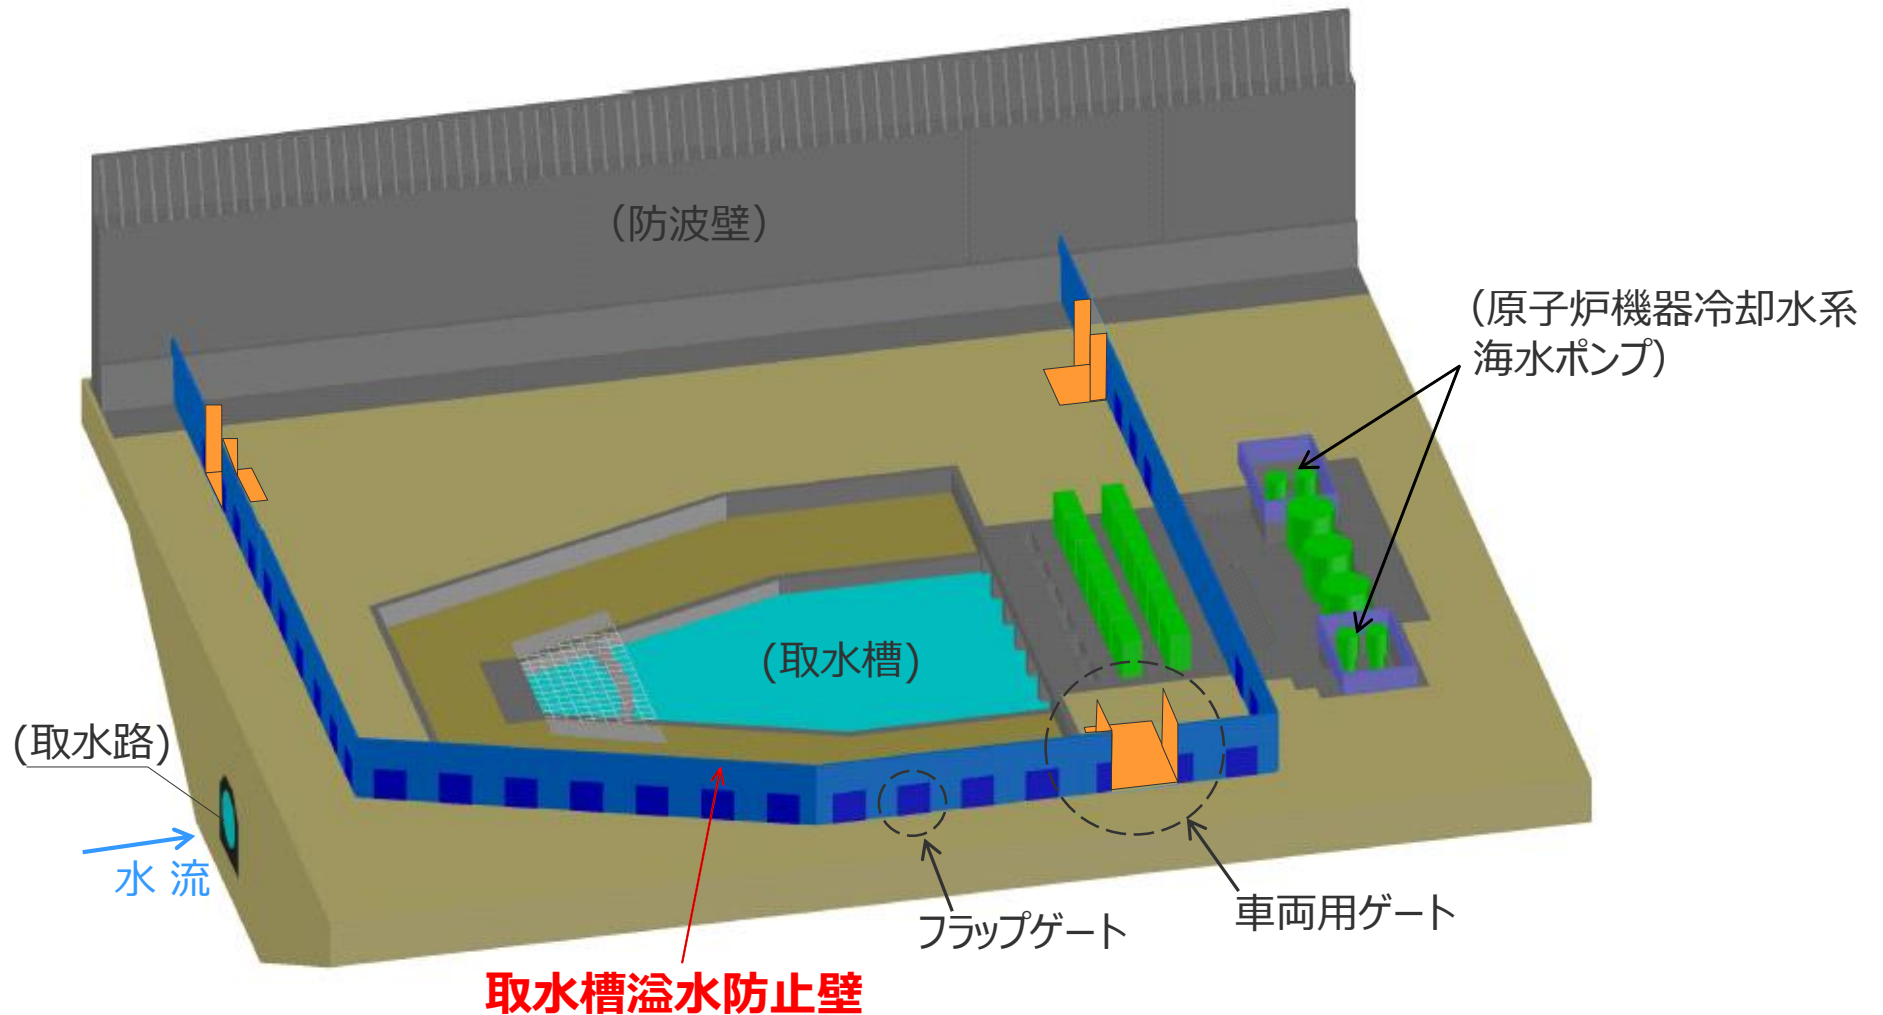 （防波壁）
（原子炉機器冷却水系
海水ポンプ）
(取水槽)
(取水路)
水 流
フラップゲート
車両用ゲート
取水槽溢水防止壁